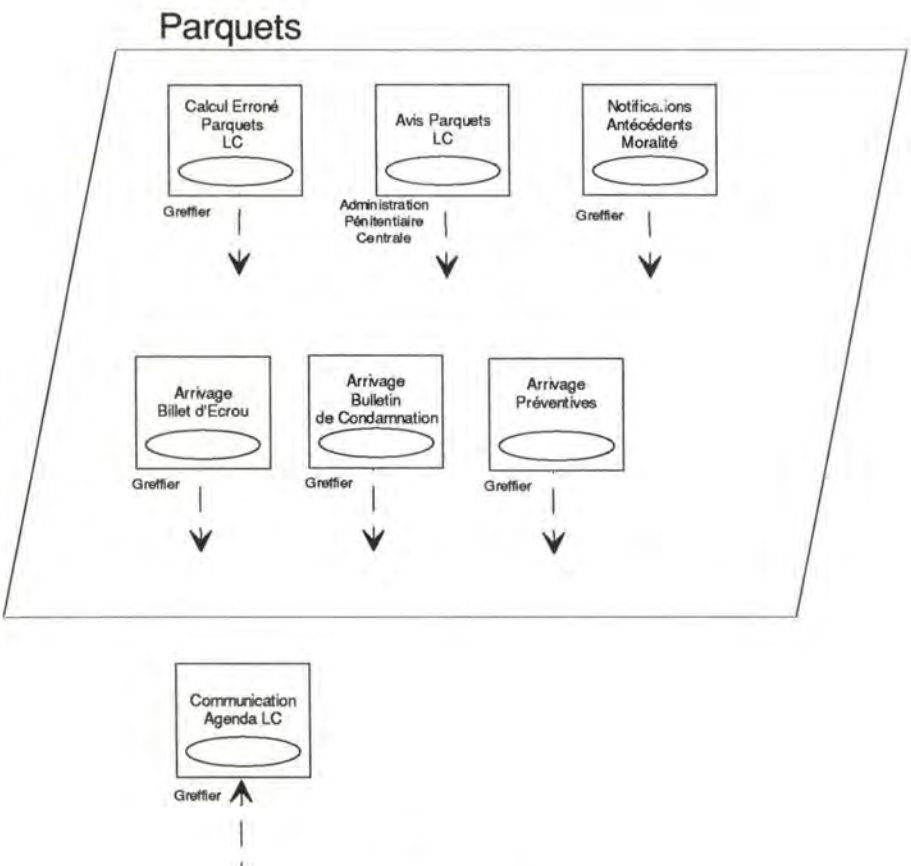 Parquets
Calcul Erroné
Parquets
LC
Greffier
Avis Parquets
LC
Administration
Pénitentiaire
Centrale
Antécédents
Moralité
Greffier
Arrivage
Billet d'Ecrou
Greffier
Arrivage
Bulletin
de Condamnation
Greffier
Arrivage
Préventives
Greffier
Communication
Agenda LC
Greffier